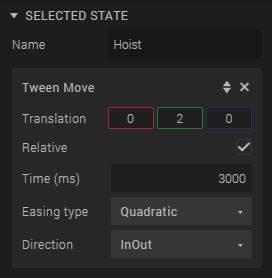 SELECTED STATE
Name Hoist
Tween Move
Translation 0 2 0
Relative
Time (ms) 3000
Easing type Quadratic
Direction InOut